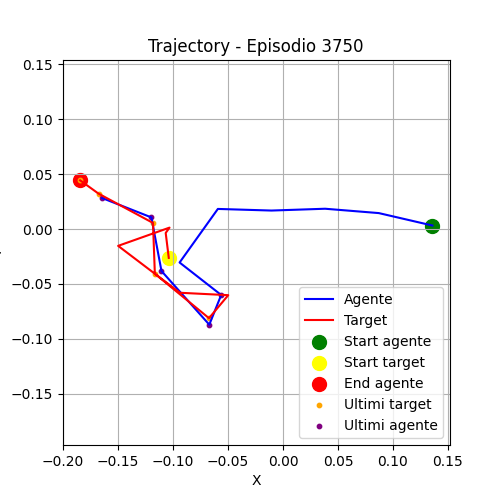 Trajectory - Episodio 3750
0.15
0.10
0.05
0.00
−0.05
−0.10
−0.15
−0.20 −0.15 −0.10 −0.05 0.00 0.05 0.10 0.15
X
Agente
Target
Start agente
Start target
End agente
Ultimi target
Ultimi agente